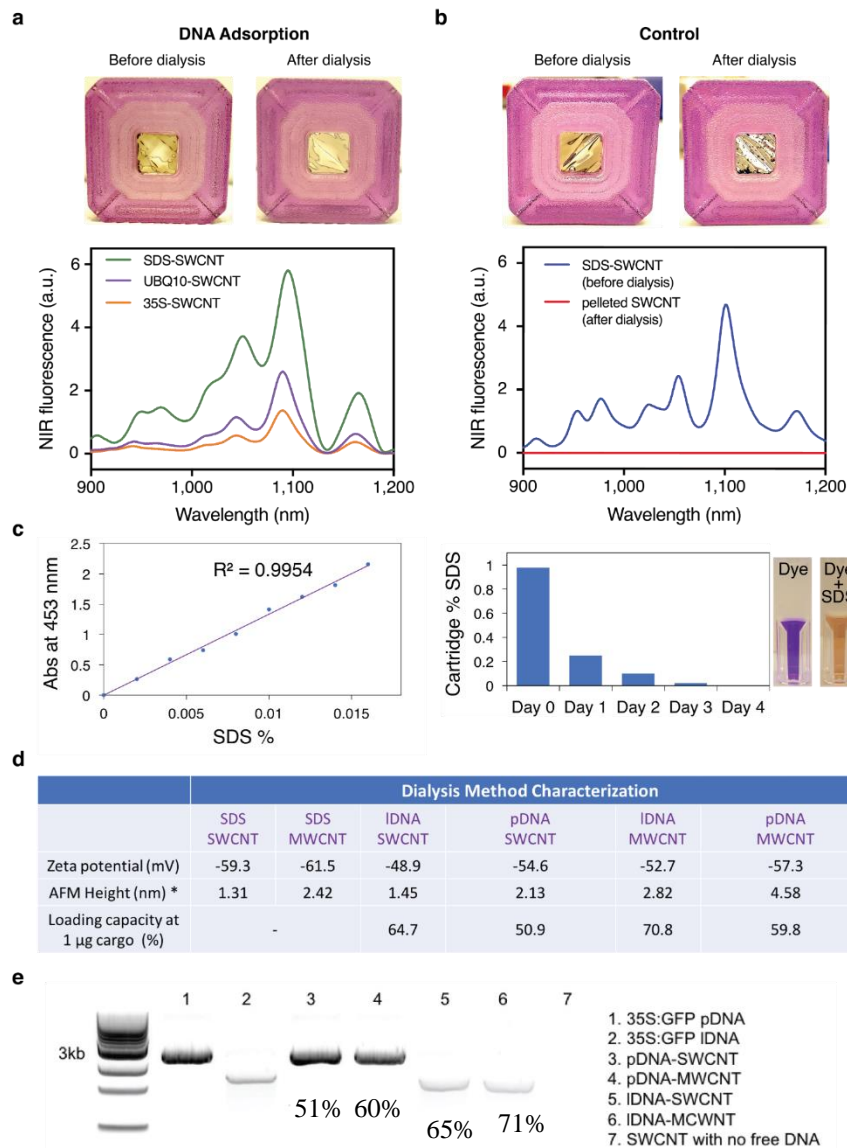 a
DNA Adsorption
Before dialysis
After dialysis
6
4
2
0
NIR fluorescence (a.u.)
SDS-SWCNT
UBQ10-SWCNT
35S-SWCNT
900
1,000
1,100
1,200
Wavelength (nm)
b
Control
Before dialysis
After dialysis
6
4
2
0
NIR fluorescence (a.u.)
SDS-SWCNT
(before dialysis)
pelleted SWCNT
(after dialysis)
900
1,000
1,100
1,200
Wavelength (nm)
c
2.5
2
1.5
1
0.5
0
Abs at 453 nnm
R² = 0.9954
0
0.005
0.01
0.015
SDS %
1
0.8
0.6
0.4
0.2
0
Cartridge % SDS
Day 0
Day 1
Day 2
Day 3
Day 4
Dye
Dye
+
SDS
d
Dialysis Method Characterization
SDS SWCNT
SDS MWCNT
lDNA SWCNT
pDNA SWCNT
lDNA MWCNT
pDNA MWCNT
Zeta potential (mV) -59.3 -61.5 -48.9 -54.6 -52.7 -57.3
AFM Height (nm) * 1.31 2.42 1.45 2.13 2.82 4.58
Loading capacity at 1 µg cargo (%) - 64.7 50.9 70.8 59.8
e
1 2 3 4 5 6 7
3kb
51% 60% 65% 71%
1. 35S:GFP pDNA
2. 35S:GFP lDNA
3. pDNA-SWCNT
4. pDNA-MWCNT
5. lDNA-SWCNT
6. lDNA-MCWNT
7. SWCNT with no free DNA